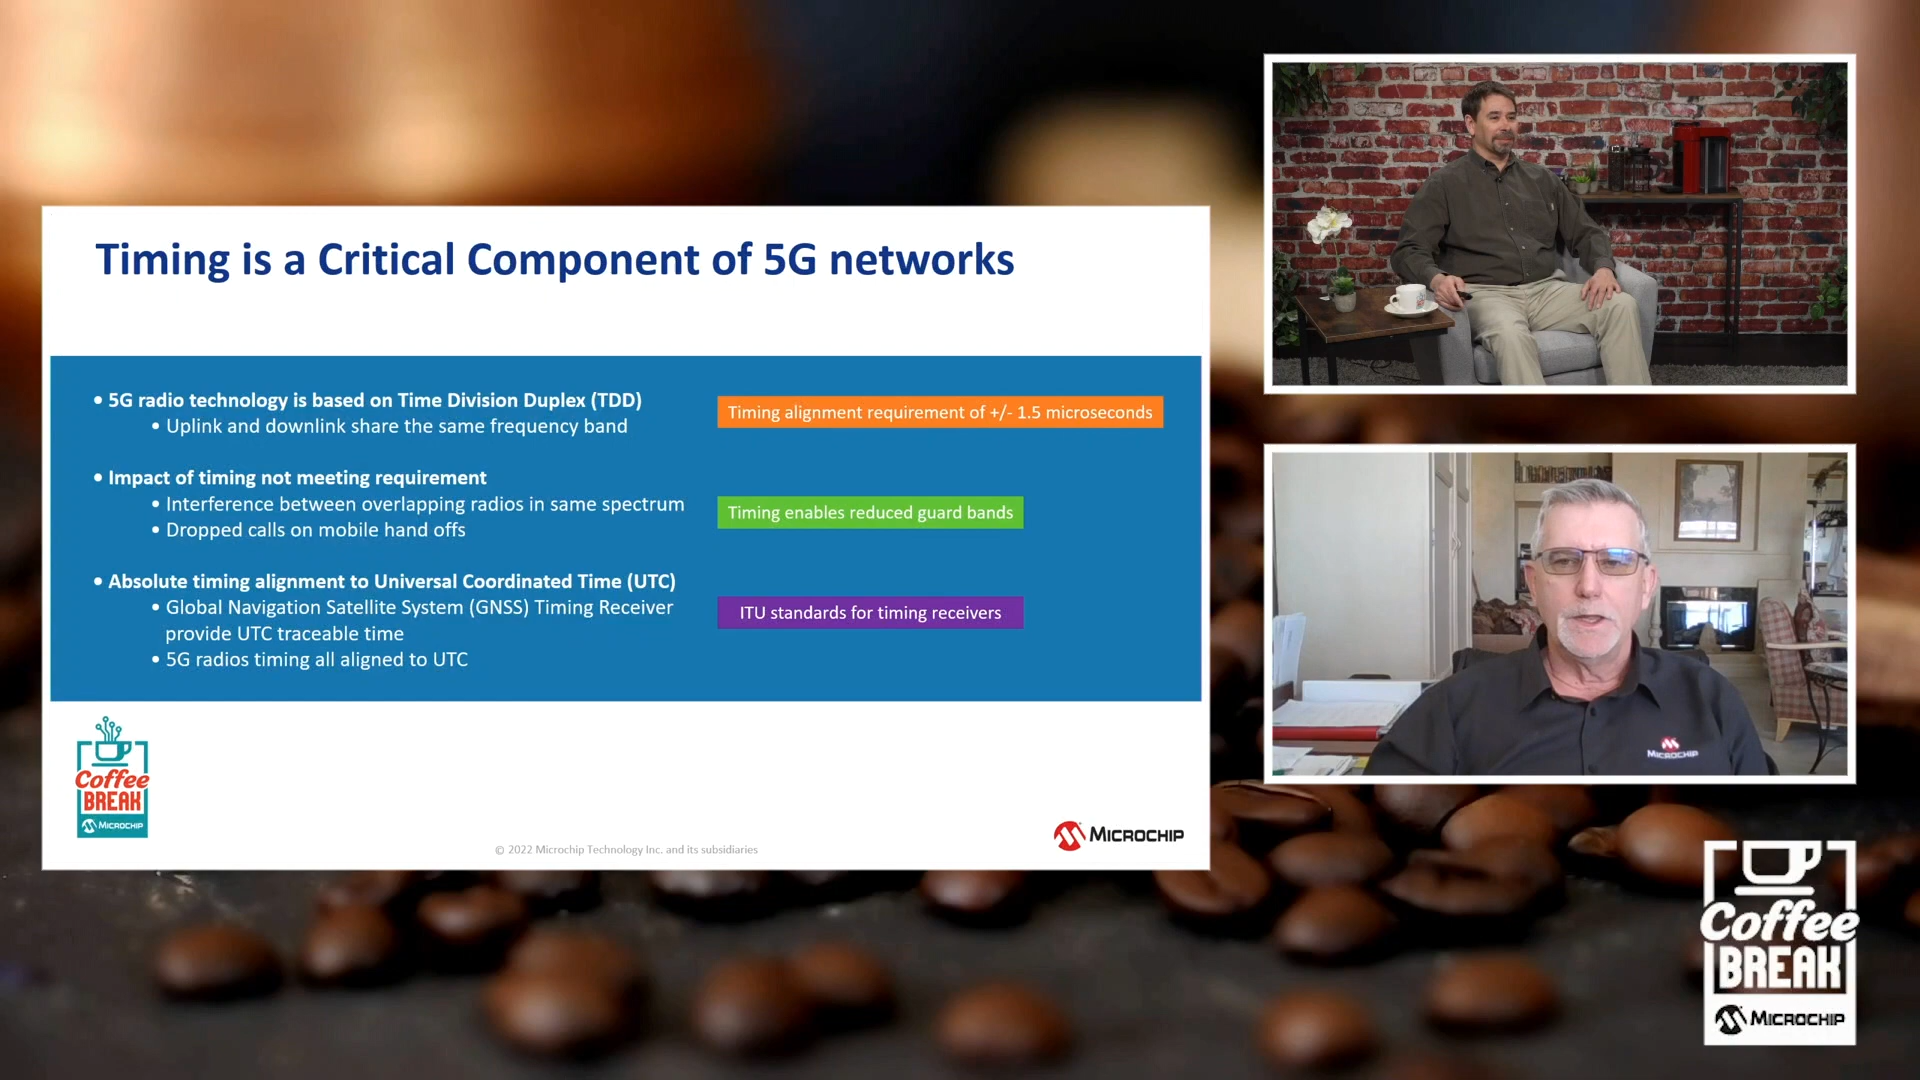 Timing is a Critical Component of 5G networks
• 5G radio technology is based on Time Division Duplex (TDD)
• Uplink and downlink share the same frequency band
Timing alignment requirement of +/- 1.5 microseconds
• Impact of timing not meeting requirement
• Interference between overlapping radios in same spectrum
• Dropped calls on mobile hand offs
Timing enables reduced guard bands
• Absolute timing alignment to Universal Coordinated Time (UTC)
• Global Navigation Satellite System (GNSS) Timing Receiver
provide UTC traceable time
• 5G radios timing all aligned to UTC
ITU standards for timing receivers
Coffee
BREAK
MICROCHIP
© 2022 Microchip Technology Inc. and its subsidiaries
MICROCHIP
MICROCHIP
Coffee
BREAK
MICROCHIP